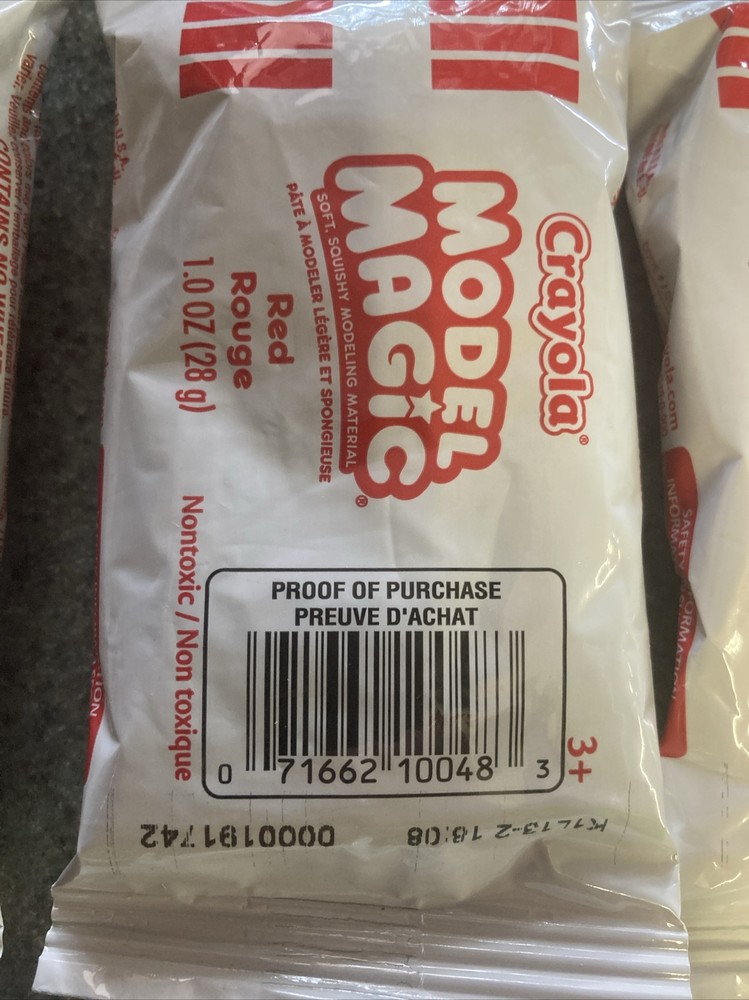 Crayola®
MODEL
MAGiC®
SOFT, SQUISHY MODELING MATERIAL
PÂTE À MODELER LÉGÈRE ET SPONGIEUSE
Red
Rouge
1.0 OZ (28 g)
Nontoxic / Non toxique
PROOF OF PURCHASE
PREUVE D'ACHAT
0 71662 10048 3
3+
18:08
0000191742
CONTAINS NO WHEAT
SAFETY INFORMATION